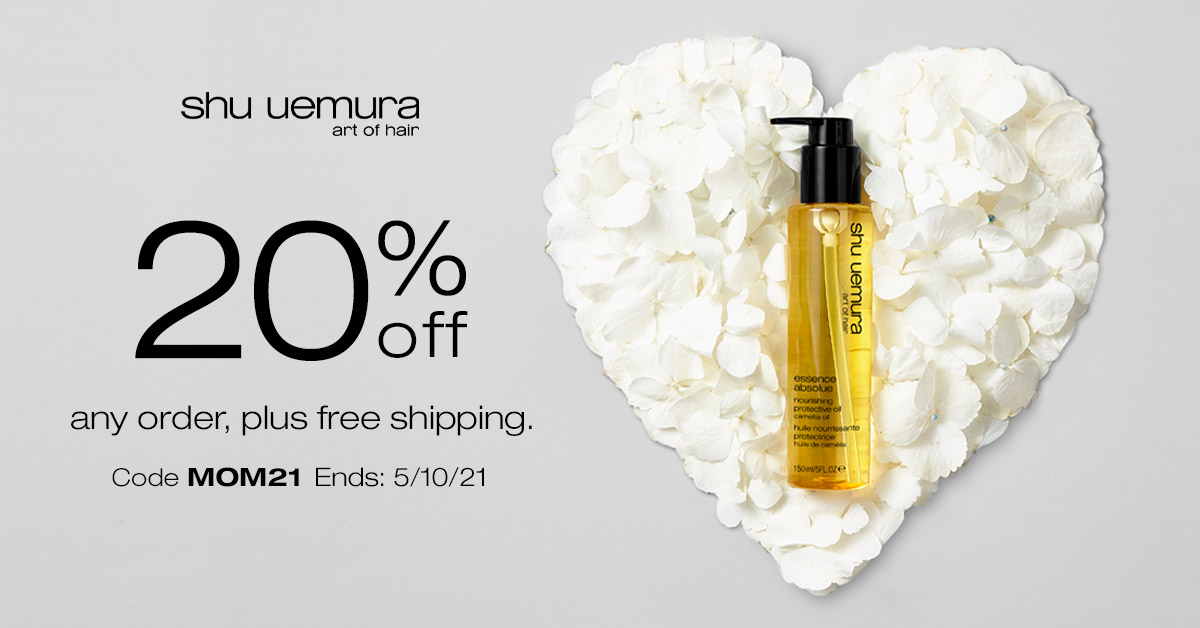 shu uemura
art of hair
20%
off
any order, plus free shipping.
Code MOM21 Ends: 5/10/21
shu uemura
art of hair
essence
absolue
nourishing
protective oil
camellia oil
huile nourrissante
protectrice
huile de camélia
150 ml/5FL.OZ e